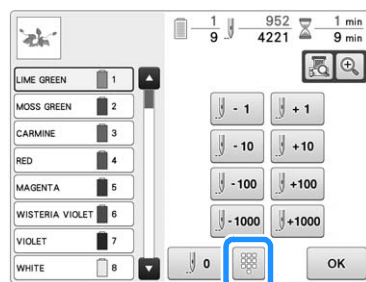 1 952 1 min
9 4221 9 min
LIME GREEN 1
MOSS GREEN 2
CARMINE 3
RED 4
MAGENTA 5
WISTERIA VIOLET 6
VIOLET 7
WHITE 8
- 1 + 1
- 10 +10
- 100 +100
- 1000 +1000
0 OK